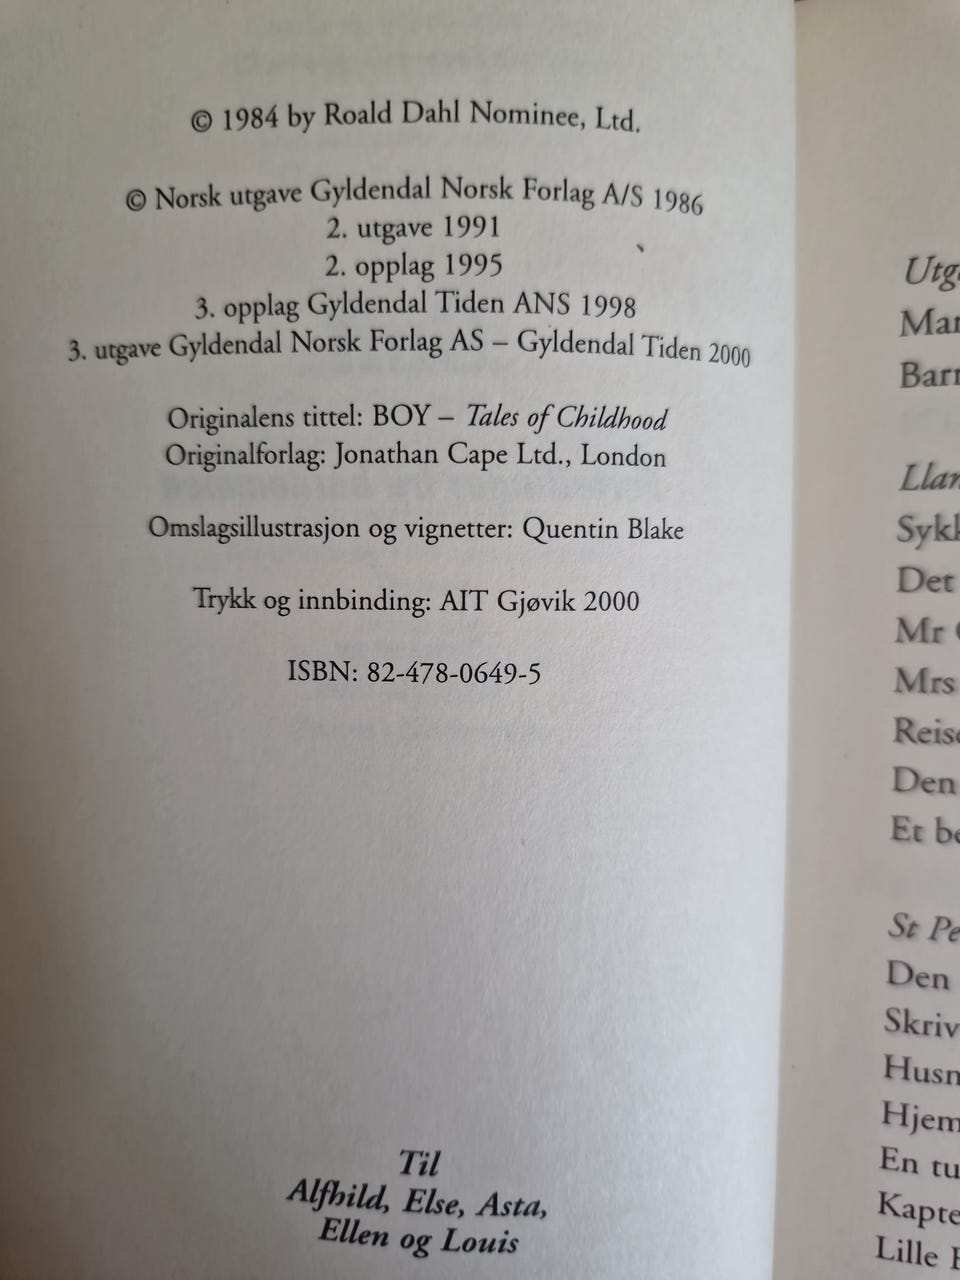 © 1984 by Roald Dahl Nominee, Ltd.
© Norsk utgave Gyldendal Norsk Forlag A/S 1986
2. utgave 1991
2. opplag 1995
3. opplag Gyldendal Tiden ANS 1998
3. utgave Gyldendal Norsk Forlag AS – Gyldendal Tiden 2000
Originalens tittel: BOY – Tales of Childhood
Originalforlag: Jonathan Cape Ltd., London
Omslagsillustrasjon og vignetter: Quentin Blake
Trykk og innbinding: AIT Gjøvik 2000
ISBN: 82-478-0649-5
Til
Alfhild, Else, Asta,
Ellen og Louis
Det
Mr
Mrs
Den
Et
St
Den
En
Lille